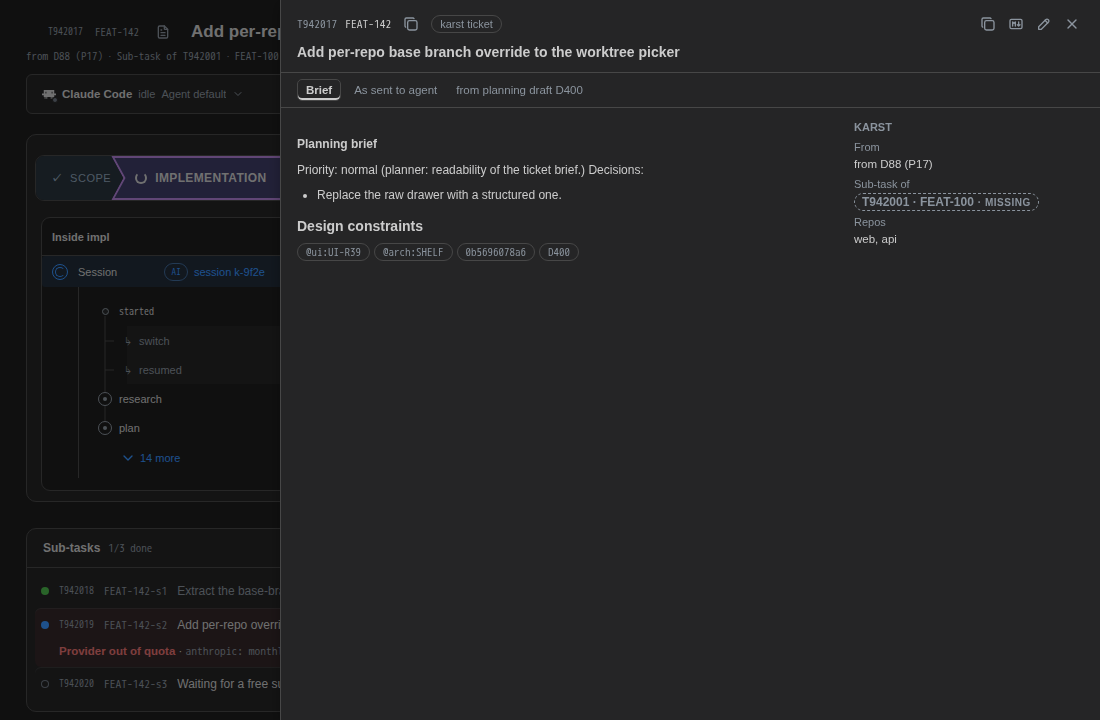 T942017 FEAT-142 Add per-rep
from D88 (P17) · Sub-task of T942001 · FEAT-100
Claude Code idle Agent default
SCOPE
IMPLEMENTATION
Inside impl
Session AI session k-9f2e
started
↳ switch
↳ resumed
research
plan
14 more
Sub-tasks 1/3 done
T942018 FEAT-142-s1 Extract the base-br
T942019 FEAT-142-s2 Add per-repo overri
Provider out of quota · anthropic: month
T942020 FEAT-142-s3 Waiting for a free su
T942017 FEAT-142 karst ticket
Add per-repo base branch override to the worktree picker
Brief As sent to agent from planning draft D400
Planning brief
Priority: normal (planner: readability of the ticket brief.) Decisions:
• Replace the raw drawer with a structured one.
Design constraints
@ui:UI-R39 @arch:SHELF 0b5696078a6 D400
KARST
From
from D88 (P17)
Sub-task of
T942001 · FEAT-100 · MISSING
Repos
web, api